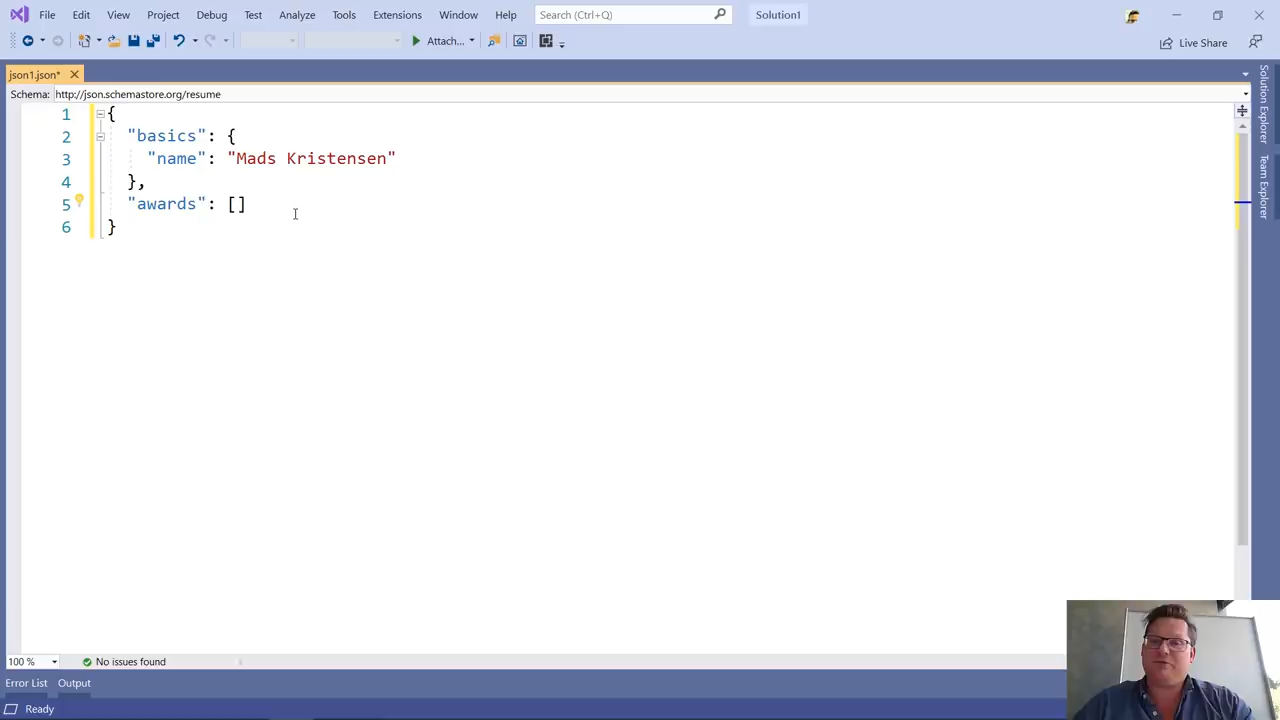 File Edit View Project Debug Test Analyze Tools Extensions Window Help Search (Ctrl+Q) Solution1
Attach... Live Share
json1.json*
Schema: http://json.schemastore.org/resume
1 {
2 "basics": {
3 "name": "Mads Kristensen"
4 },
5 "awards": []
6 }
Solution Explorer
Team Explorer
100 % No issues found
Error List Output
Ready